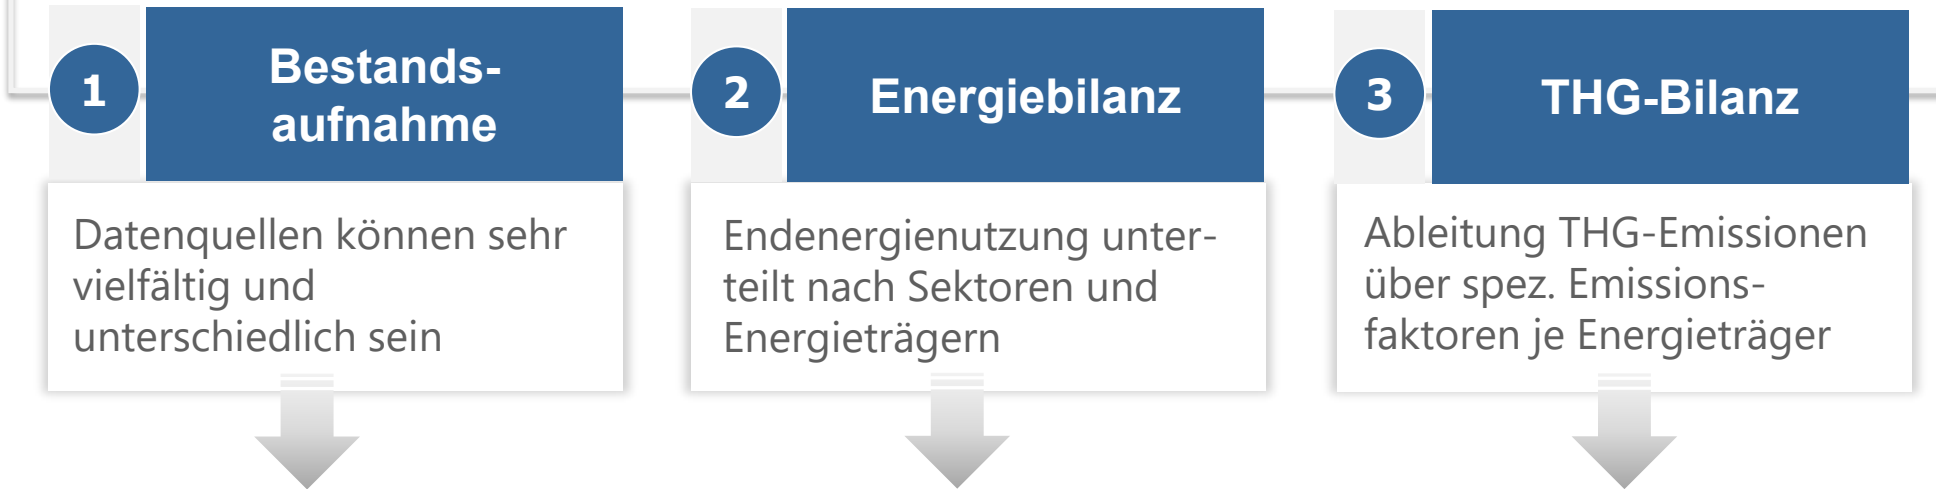 1
Bestands-
aufnahme
Datenquellen können sehr
vielfältig und
unterschiedlich sein
2
Energiebilanz
Endenergienutzung unter-
teilt nach Sektoren und
Energieträgern
3
THG-Bilanz
Ableitung THG-Emissionen
über spez. Emissions-
faktoren je Energieträger